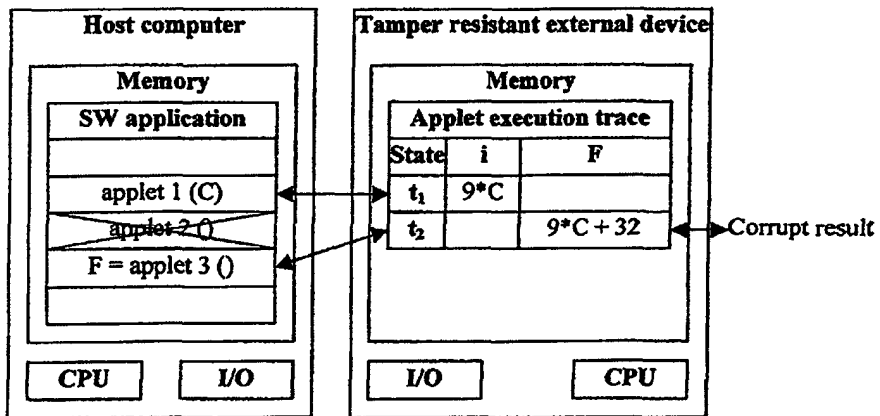 Host computer
Memory
SW application
applet 1 (C)
applet 2 ()
F = applet 3 ()
CPU
I/O
Tamper resistant external device
Memory
Applet execution trace
State i F
t₁ 9*C
t₂ 9*C + 32
Corrupt result
I/O
CPU